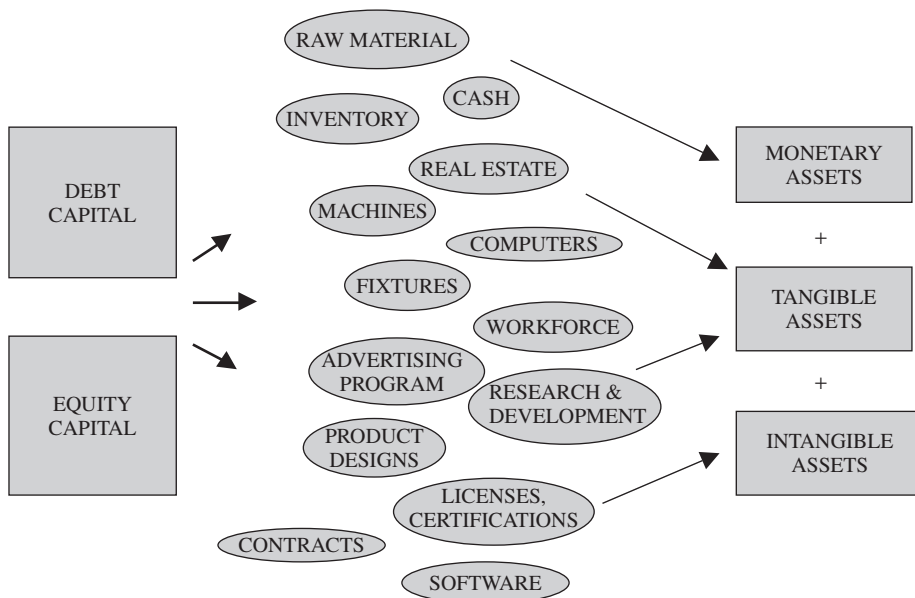 RAW MATERIAL
CASH
INVENTORY
REAL ESTATE
MACHINES
COMPUTERS
FIXTURES
WORKFORCE
ADVERTISING
PROGRAM
RESEARCH &
DEVELOPMENT
PRODUCT
DESIGNS
LICENSES,
CERTIFICATIONS
CONTRACTS
SOFTWARE
DEBT
CAPITAL
EQUITY
CAPITAL
MONETARY
ASSETS
+
TANGIBLE
ASSETS
+
INTANGIBLE
ASSETS